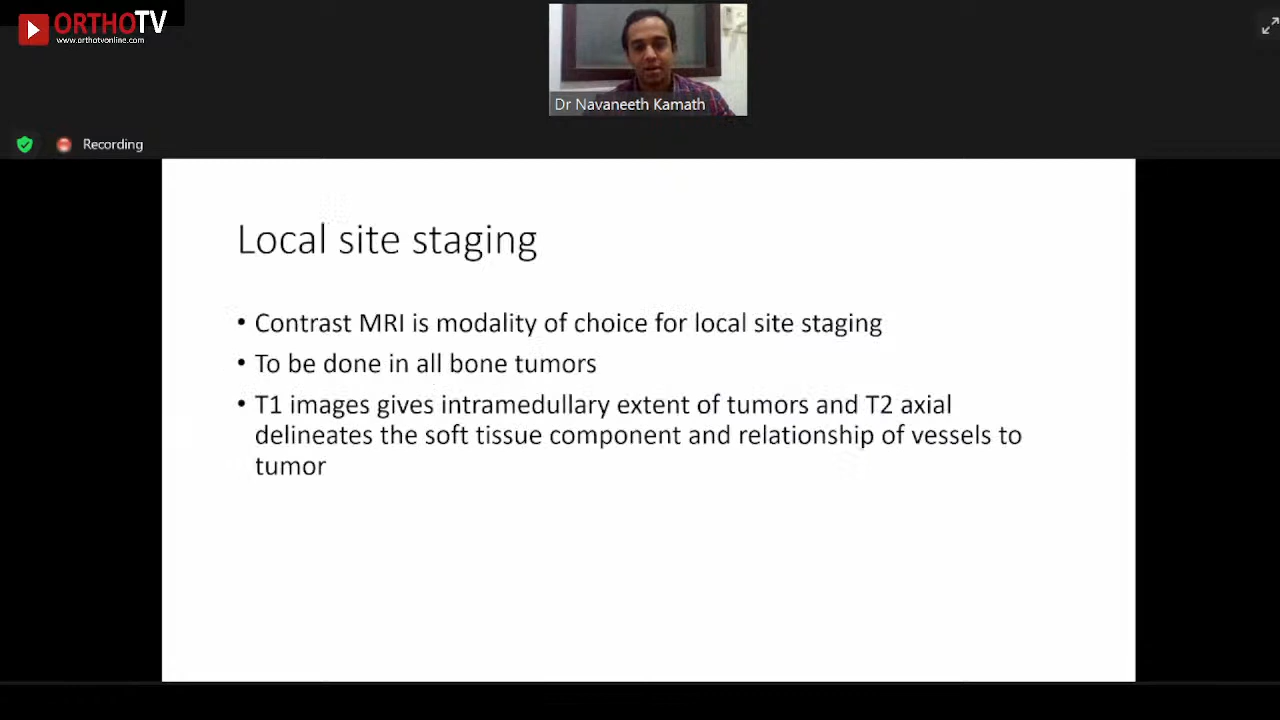 ORTHOTV
www.orthotvonline.com
Dr Navaneeth Kamath
Recording
Local site staging
• Contrast MRI is modality of choice for local site staging
• To be done in all bone tumors
• T1 images gives intramedullary extent of tumors and T2 axial
delineates the soft tissue component and relationship of vessels to
tumor